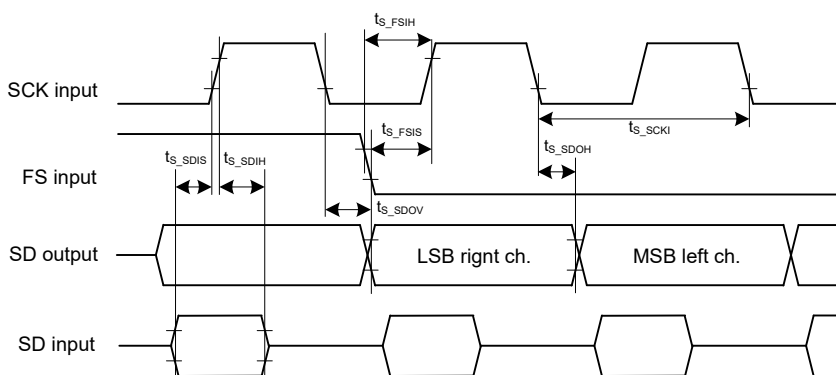 tS_FSIH
SCK input
tS_SCKI
tS_SDIS tS_SDIH tS_FSIS tS_SDOH
FS input
tS_SDOV
SD output LSB rignt ch. MSB left ch.
SD input